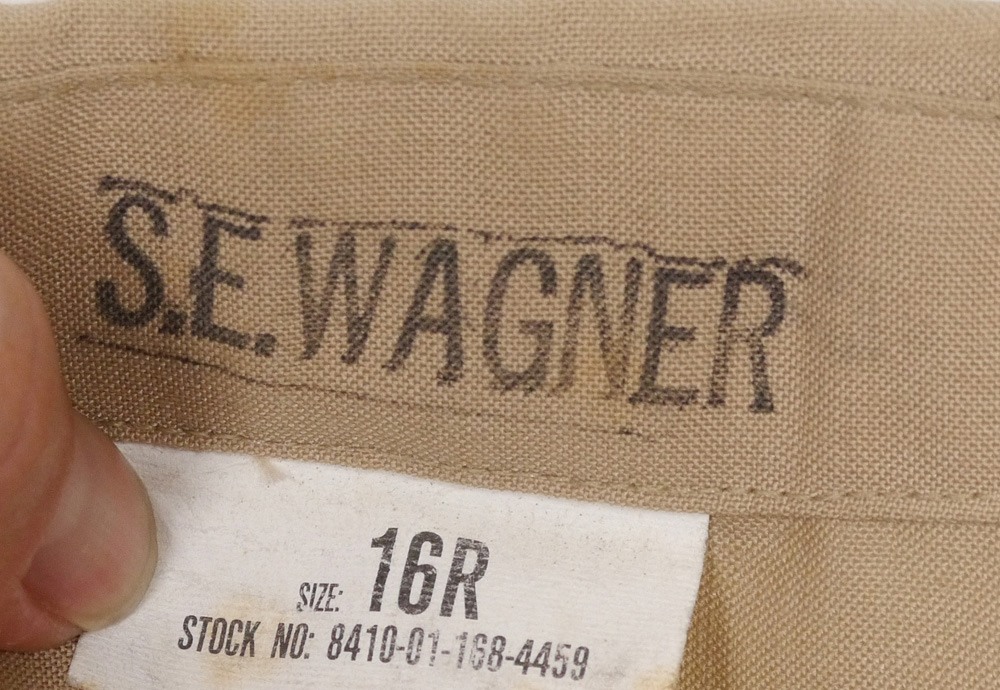 S.E. WAGNER
SIZE: 16R
STOCK NO: 8410-01-168-4459